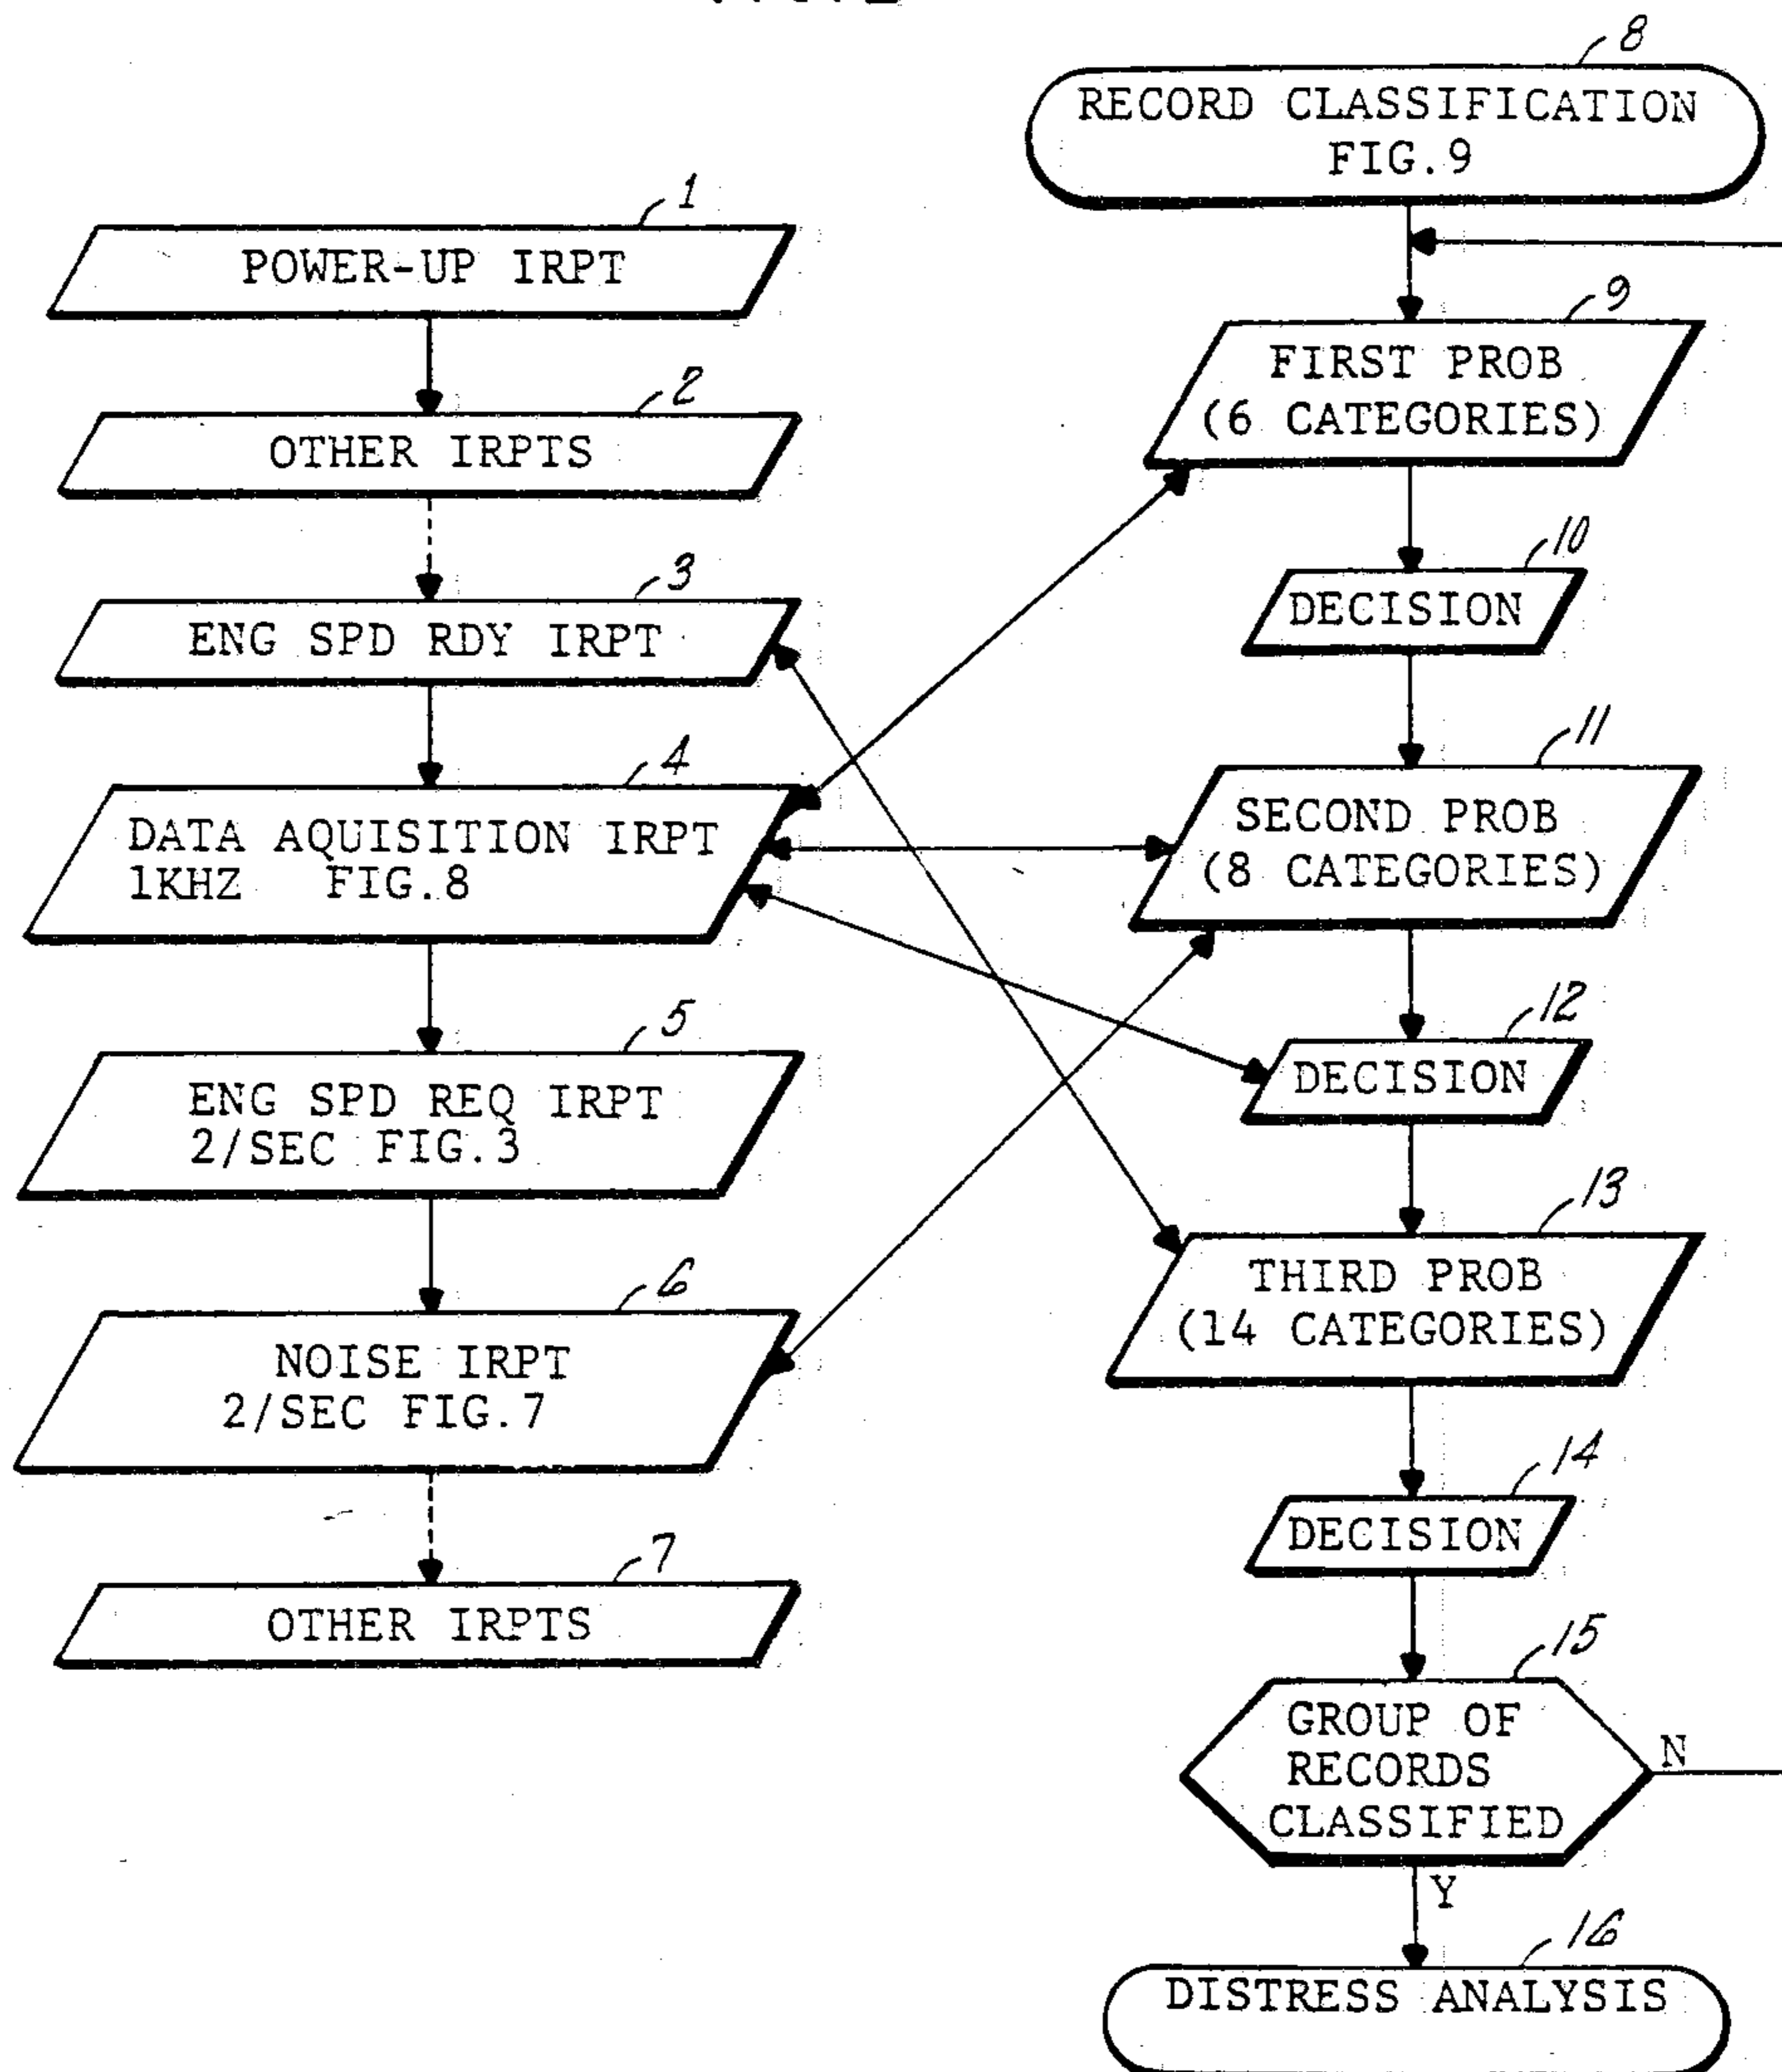 1
POWER-UP IRPT
2
OTHER IRPTS
3
ENG SPD RDY IRPT
4
DATA AQUISITION IRPT
1KHZ FIG.8
5
ENG SPD REQ IRPT
2/SEC FIG.3
6
NOISE IRPT
2/SEC FIG.7
7
OTHER IRPTS
8
RECORD CLASSIFICATION
FIG.9
9
FIRST PROB
(6 CATEGORIES)
10
DECISION
11
SECOND PROB
(8 CATEGORIES)
12
DECISION
13
THIRD PROB
(14 CATEGORIES)
14
DECISION
15
GROUP OF
RECORDS
CLASSIFIED
N
Y
16
DISTRESS ANALYSIS